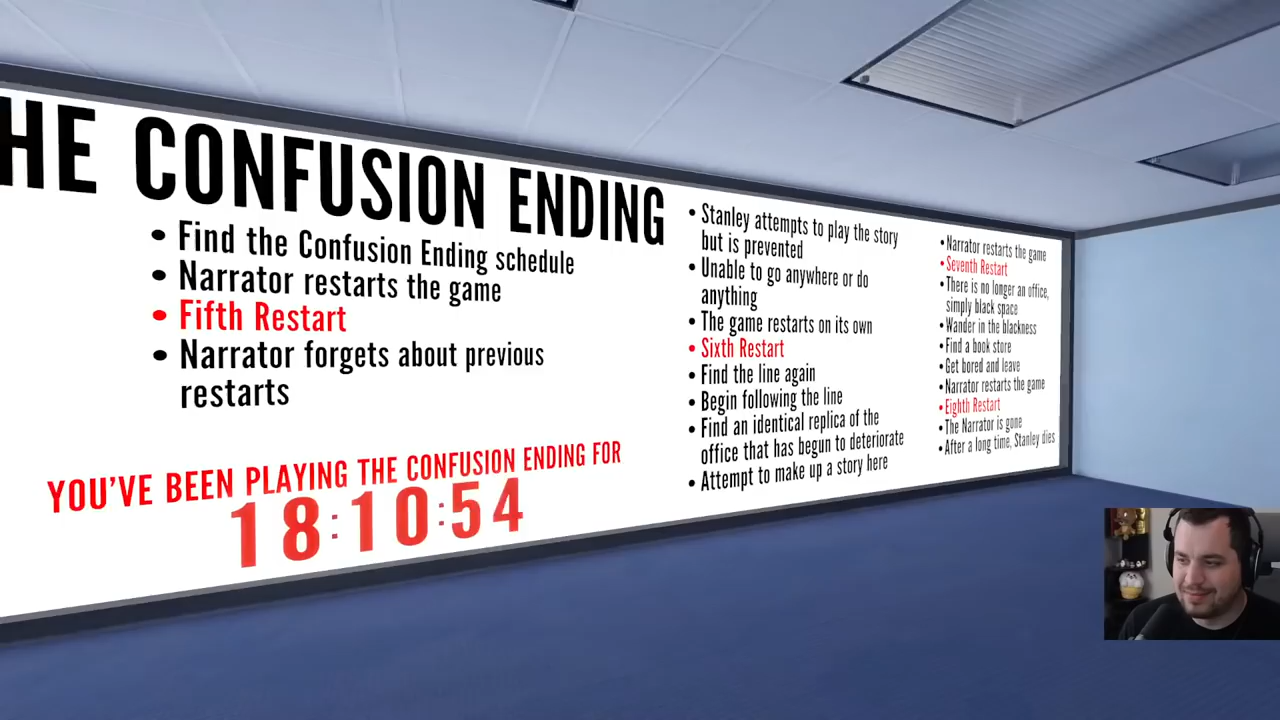 HE CONFUSION ENDING
• Find the Confusion Ending schedule
• Narrator restarts the game
• Fifth Restart
• Narrator forgets about previous
restarts
YOU'VE BEEN PLAYING THE CONFUSION ENDING FOR
18:10:54
• Stanley attempts to play the story
but is prevented
• Unable to go anywhere or do
anything
• The game restarts on its own
• Sixth Restart
• Find the line again
• Begin following the line
• Find an identical replica of the
office that has begun to deteriorate
• Attempt to make up a story here
• Narrator restarts the game
• Seventh Restart
• There is no longer an office,
simply black space
• Wander in the blackness
• Find a book store
• Get bored and leave
• Narrator restarts the game
• Eighth Restart
• The Narrator is gone
• After a long time, Stanley dies